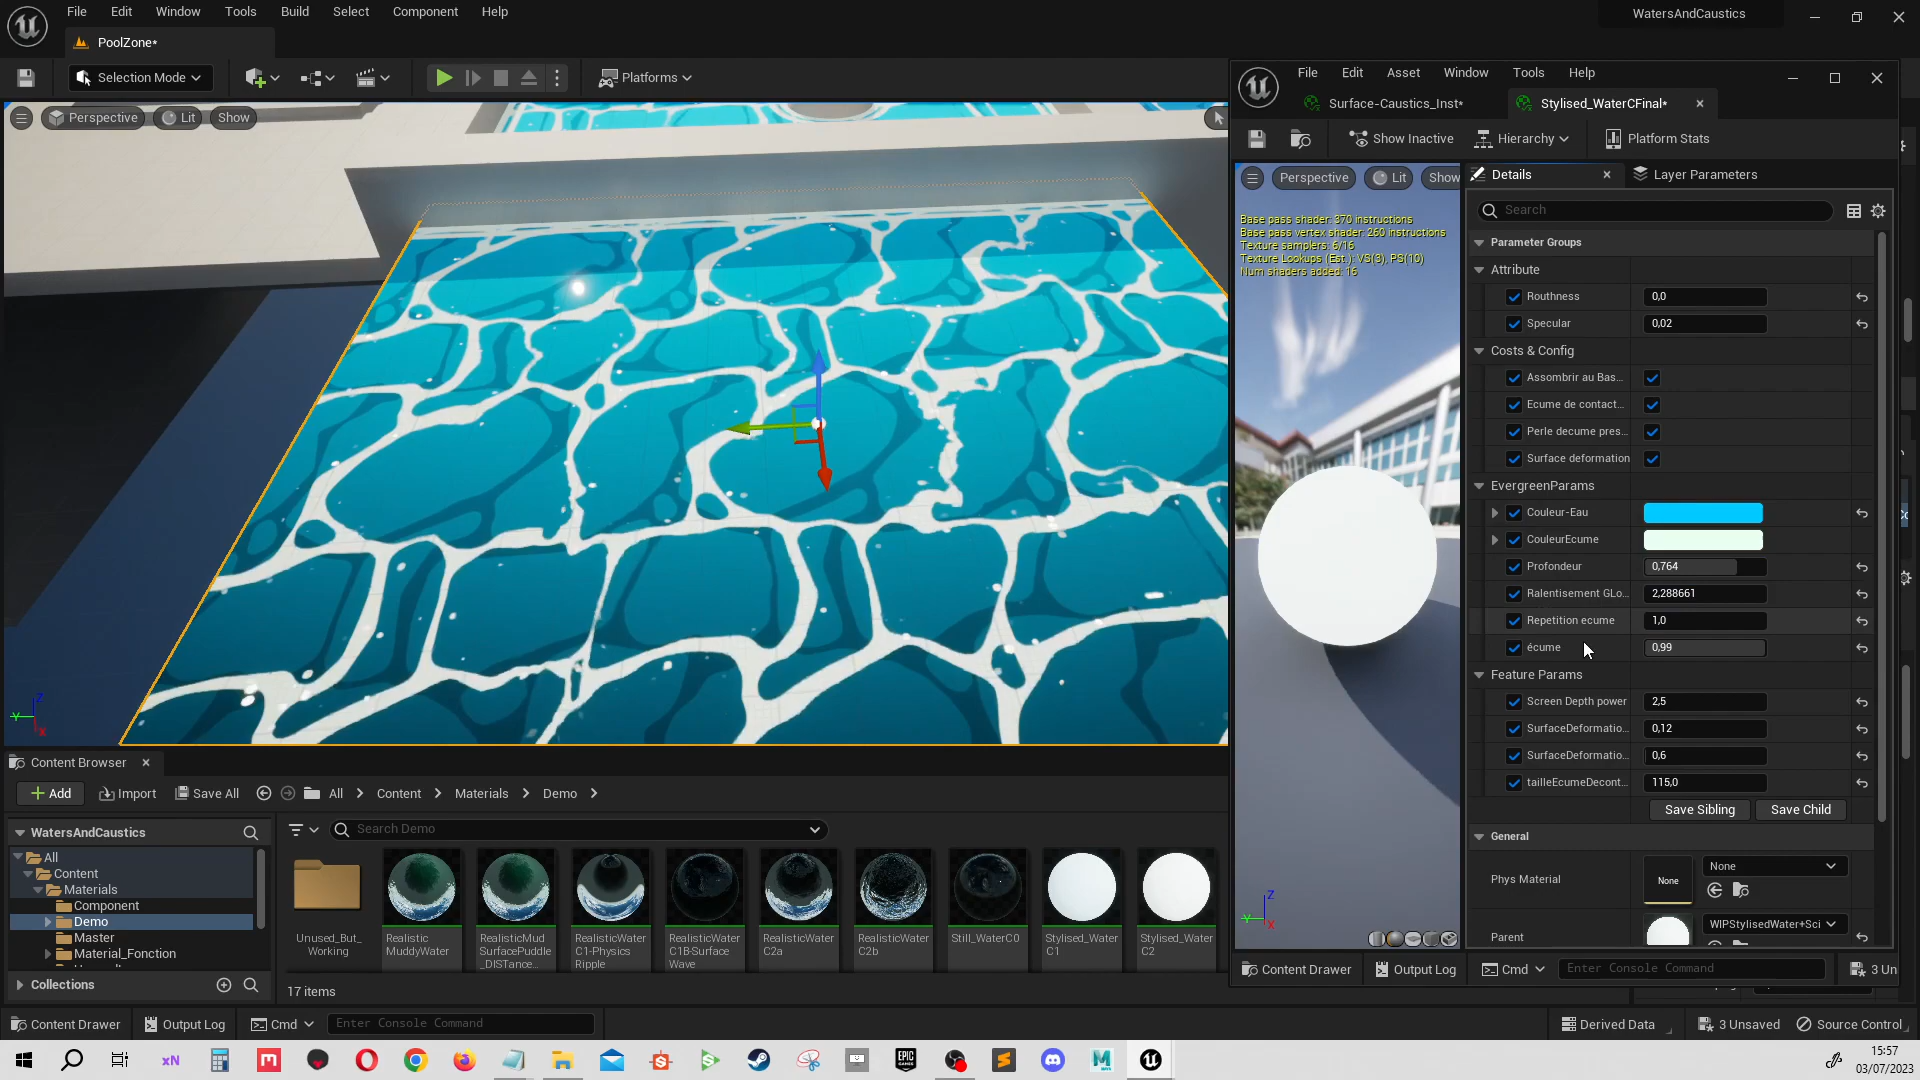 File Edit Window Tools Build Select Component Help
WatersAndCaustics
PoolZone*
Selection Mode
Platforms
Perspective Lit Show
File Edit Asset Window Tools Help
Surface-Caustics_Inst* Stylised_WaterCFinal*
Show Inactive Hierarchy Platform Stats
Perspective Lit Show
Base pass shader: 370 instructions
Base pass vertex shader: 260 instructions
Texture samplers: 6/16
Texture Lookups (Est.): VS(3), PS(10)
Num shaders added: 16
Details Layer Parameters
Search
Parameter Groups
Attribute
Routhness 0,0
Specular 0,02
Costs & Config
Assombrir au Bas...
Ecume de contact...
Perle decume pres...
Surface deformation
EvergreenParams
Couleur-Eau
CouleurEcume
Profondeur 0,764
Ralentisement GLo... 2,288661
Repetition ecume 1,0
écume 0,99
Feature Params
Screen Depth power 2,5
SurfaceDeformatio... 0,12
SurfaceDeformatio... 0,6
tailleEcumeDecont... 115,0
Save Sibling Save Child
General
Phys Material None None
Parent WIPStylisedWater+Sci
Content Drawer Output Log Cmd Enter Console Command 3 Un
Content Browser
Add Import Save All All Content Materials Demo
WatersAndCaustics
All
Content
Materials
Component
Demo
Master
Material_Fonction
Collections
Search Demo
Unused_But_
Working
Realistic
MuddyWater
RealisticMud
SurfacePuddle
_DISTance...
RealisticWater
C1-Physics
Ripple
RealisticWater
C1B-Surface
Wave
RealisticWater
C2a
RealisticWater
C2b
Still_WaterC0
Stylised_Water
C1
Stylised_Water
C2
17 items
Content Drawer Output Log Cmd Enter Console Command
Derived Data 3 Unsaved Source Control
xN
EPIC
GAMES
15:57
03/07/2023
Z
Y
X
Z
Y